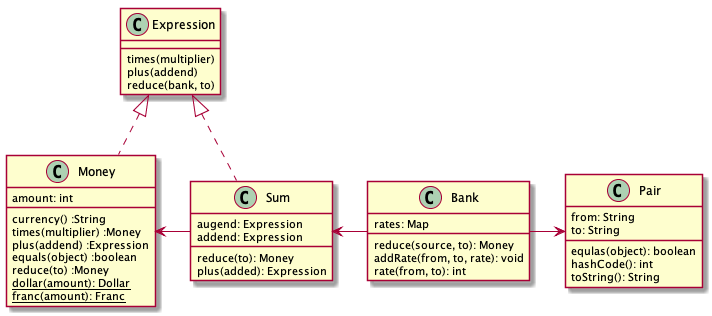 C Expression
times(multiplier)
plus(addend)
reduce(bank, to)
C Money
amount: int
currency() :String
times(multiplier) :Money
plus(addend) :Expression
equals(object) :boolean
reduce(to) :Money
dollar(amount): Dollar
franc(amount): Franc
C Sum
augend: Expression
addend: Expression
reduce(to): Money
plus(added): Expression
C Bank
rates: Map
reduce(source, to): Money
addRate(from, to, rate): void
rate(from, to): int
C Pair
from: String
to: String
equlas(object): boolean
hashCode(): int
toString(): String